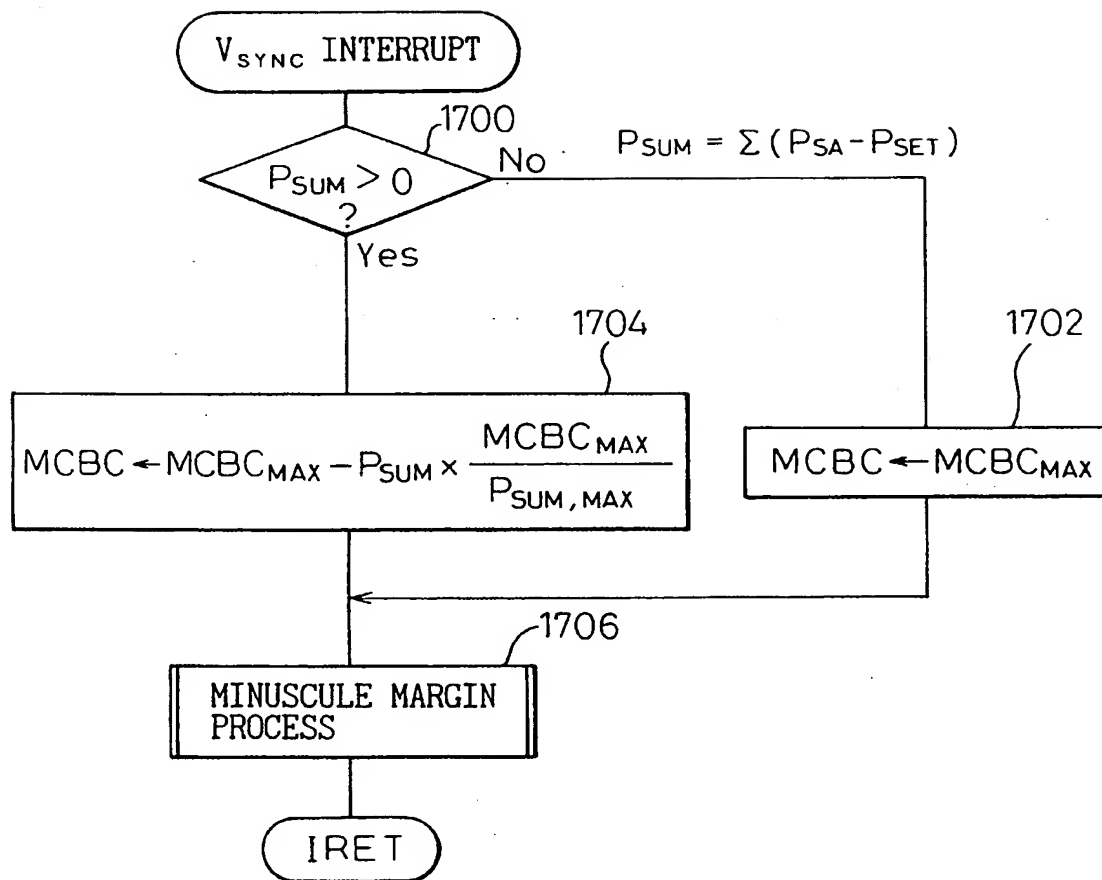 VSYNC INTERRUPT
1700
PSUM > 0
?
No
PSUM = Σ(PSA-PSET)
Yes
1704
MCBC←MCBCMAX-PSUM× MCBCMAX
PSUM,MAX
1702
MCBC←MCBCMAX
1706
MINUSCULE MARGIN
PROCESS
IRET